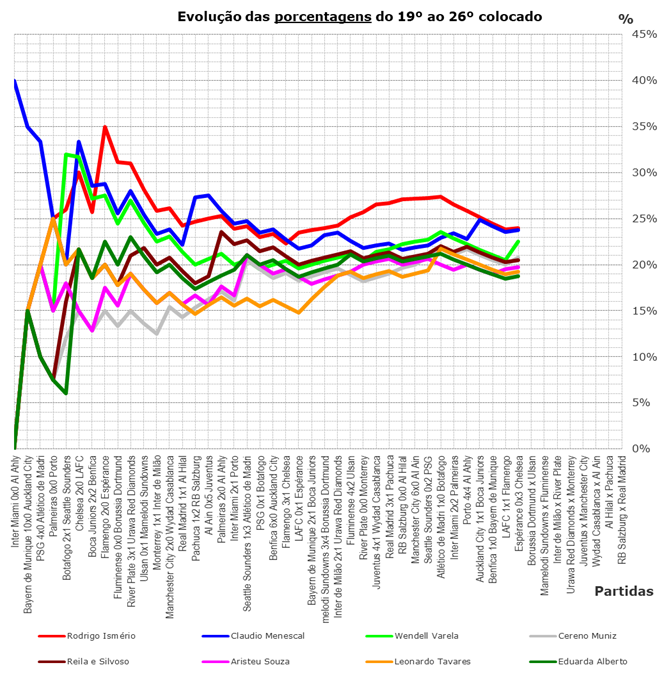 Evolução das porcentagens do 19º ao 26º colocado
%
45%
40%
35%
30%
25%
20%
15%
10%
5%
0%
Inter Miami 0x0 Al Ahly
Bayern de Munique 10x0 Auckland City
PSG 4x0 Atlético de Madri
Palmeiras 0x0 Porto
Botafogo 2x1 Seattle Sounders
Chelsea 2x0 LAFC
Boca Juniors 2x2 Benfica
Flamengo 2x0 Espérance
Fluminense 0x0 Borussia Dortmund
River Plate 3x1 Urawa Red Diamonds
Ulsan 0x1 Mamelodi Sundowns
Monterrey 1x1 Inter de Milão
Manchester City 2x0 Wydad Casablanca
Real Madrid 1x1 Al Hilal
Pachuca 1x2 RB Salzburg
Al Ain 0x5 Juventus
Palmeiras 2x0 Al Ahly
Inter Miami 2x1 Porto
Seattle Sounders 1x3 Atlético de Madri
PSG 0x1 Botafogo
Benfica 6x0 Auckland City
Flamengo 3x1 Chelsea
LAFC 0x1 Espérance
Bayern de Munique 2x1 Boca Juniors
melodi Sundowns 3x4 Borussia Dortmund
Inter de Milão 2x1 Urawa Red Diamonds
Fluminense 4x2 Ulsan
River Plate 0x0 Monterrey
Juventus 4x1 Wydad Casablanca
Real Madrid 3x1 Pachuca
RB Salzburg 0x0 Al Hilal
Manchester City 6x0 Al Ain
Seattle Sounders 0x2 PSG
Atlético de Madri 1x0 Botafogo
Inter Miami 2x2 Palmeiras
Porto 4x4 Al Ahly
Auckland City 1x1 Boca Juniors
Benfica 1x0 Bayern de Munique
LAFC 1x1 Flamengo
Espérance 0x3 Chelsea
Borussia Dortmund x Ulsan
Mamelodi Sundowns x Fluminense
Inter de Milão x River Plate
Urawa Red Diamonds x Monterrey
Juventus x Manchester City
Wydad Casablanca x Al Ain
Al Hilal x Pachuca
RB Salzburg x Real Madrid
Partidas
Rodrigo Ismério
Claudio Menescal
Wendell Varela
Cereno Muniz
Reila e Silvoso
Aristeu Souza
Leonardo Tavares
Eduarda Alberto